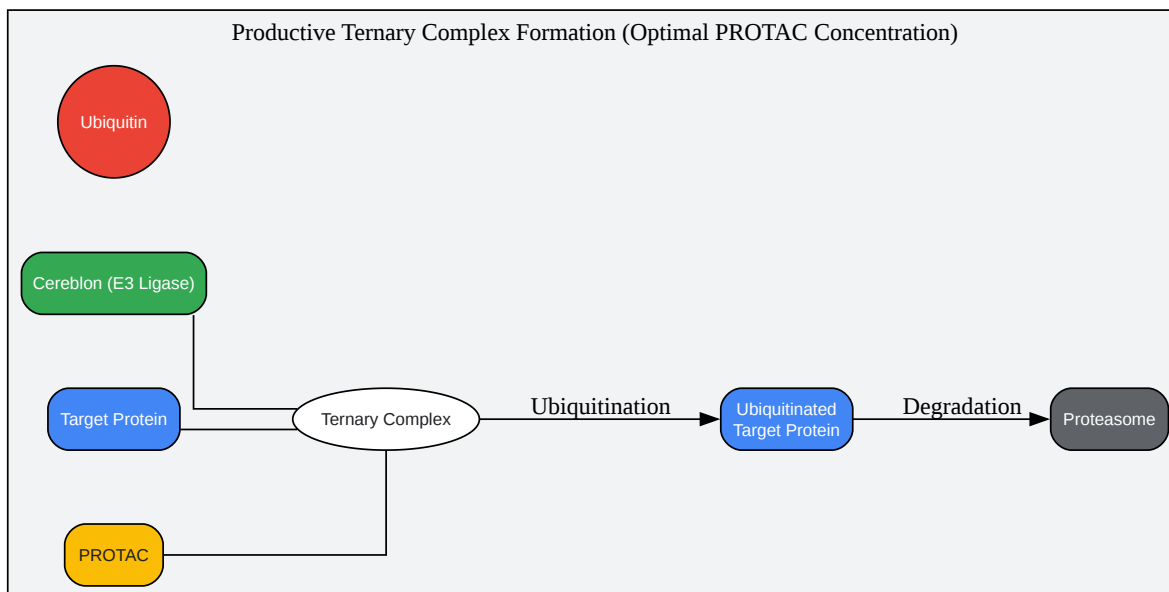 Productive Ternary Complex Formation (Optimal PROTAC Concentration)
Ubiquitin
Cereblon (E3 Ligase)
Target Protein
PROTAC
Ternary Complex
Ubiquitination
Ubiquitinated
Target Protein
Degradation
Proteasome